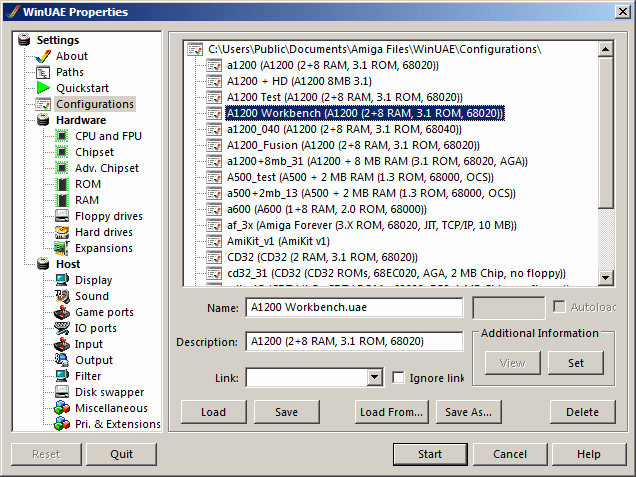 WinUAE Properties
Settings
About
Paths
Quickstart
Configurations
Hardware
CPU and FPU
Chipset
Adv. Chipset
ROM
RAM
Floppy drives
Hard drives
Expansions
Host
Display
Sound
Game ports
IO ports
Input
Output
Filter
Disk swapper
Miscellaneous
Pri. & Extensions
C:\Users\Public\Documents\Amiga Files\WinUAE\Configurations\
a1200 (A1200 (2+8 RAM, 3.1 ROM, 68020))
A1200 + HD (A1200 8MB 3.1)
A1200 Test (A1200 (2+8 RAM, 3.1 ROM, 68020))
A1200 Workbench (A1200 (2+8 RAM, 3.1 ROM, 68020))
a1200_040 (A1200 (2+8 RAM, 3.1 ROM, 68040))
A1200_Fusion (A1200 (2+8 RAM, 3.1 ROM, 68020))
a1200+8mb_31 (A1200 + 8 MB RAM (3.1 ROM, 68020, AGA))
A500_test (A500 + 2 MB RAM (1.3 ROM, 68000, OCS))
a500+2mb_13 (A500 + 2 MB RAM (1.3 ROM, 68000, OCS))
a600 (A600 (1+8 RAM, 2.0 ROM, 68000))
af_3x (Amiga Forever (3.X ROM, 68020, JIT, TCP/IP, 10 MB))
AmiKit_v1 (AmiKit v1)
CD32 (CD32 (2 RAM, 3.1 ROM, 68020))
cd32_31 (CD32 (CD32 ROMs, 68EC020, AGA, 2 MB Chip, no floppy))
Name:
A1200 Workbench.uae
Autoload
Description:
A1200 (2+8 RAM, 3.1 ROM, 68020)
Additional Information
View
Set
Link:
Ignore link
Load
Save
Load From...
Save As...
Delete
Reset
Quit
Start
Cancel
Help